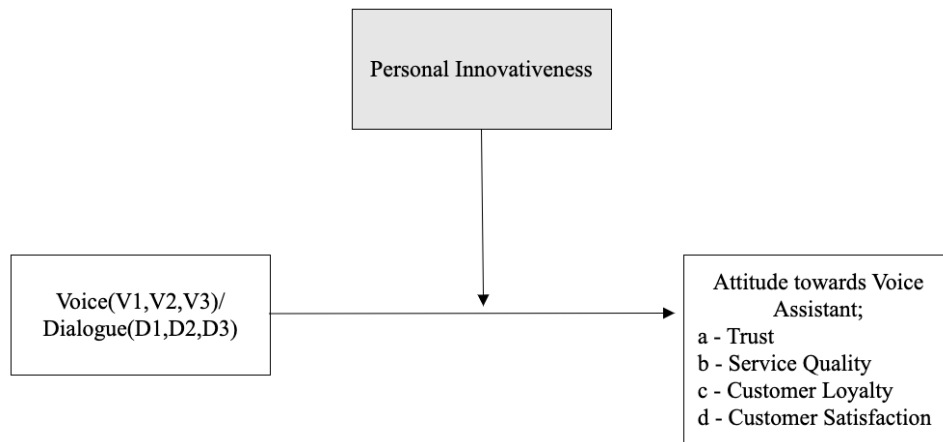 Personal Innovativeness
Voice(V1,V2,V3)/
Dialogue(D1,D2,D3)
Attitude towards Voice
Assistant;
a - Trust
b - Service Quality
c - Customer Loyalty
d - Customer Satisfaction